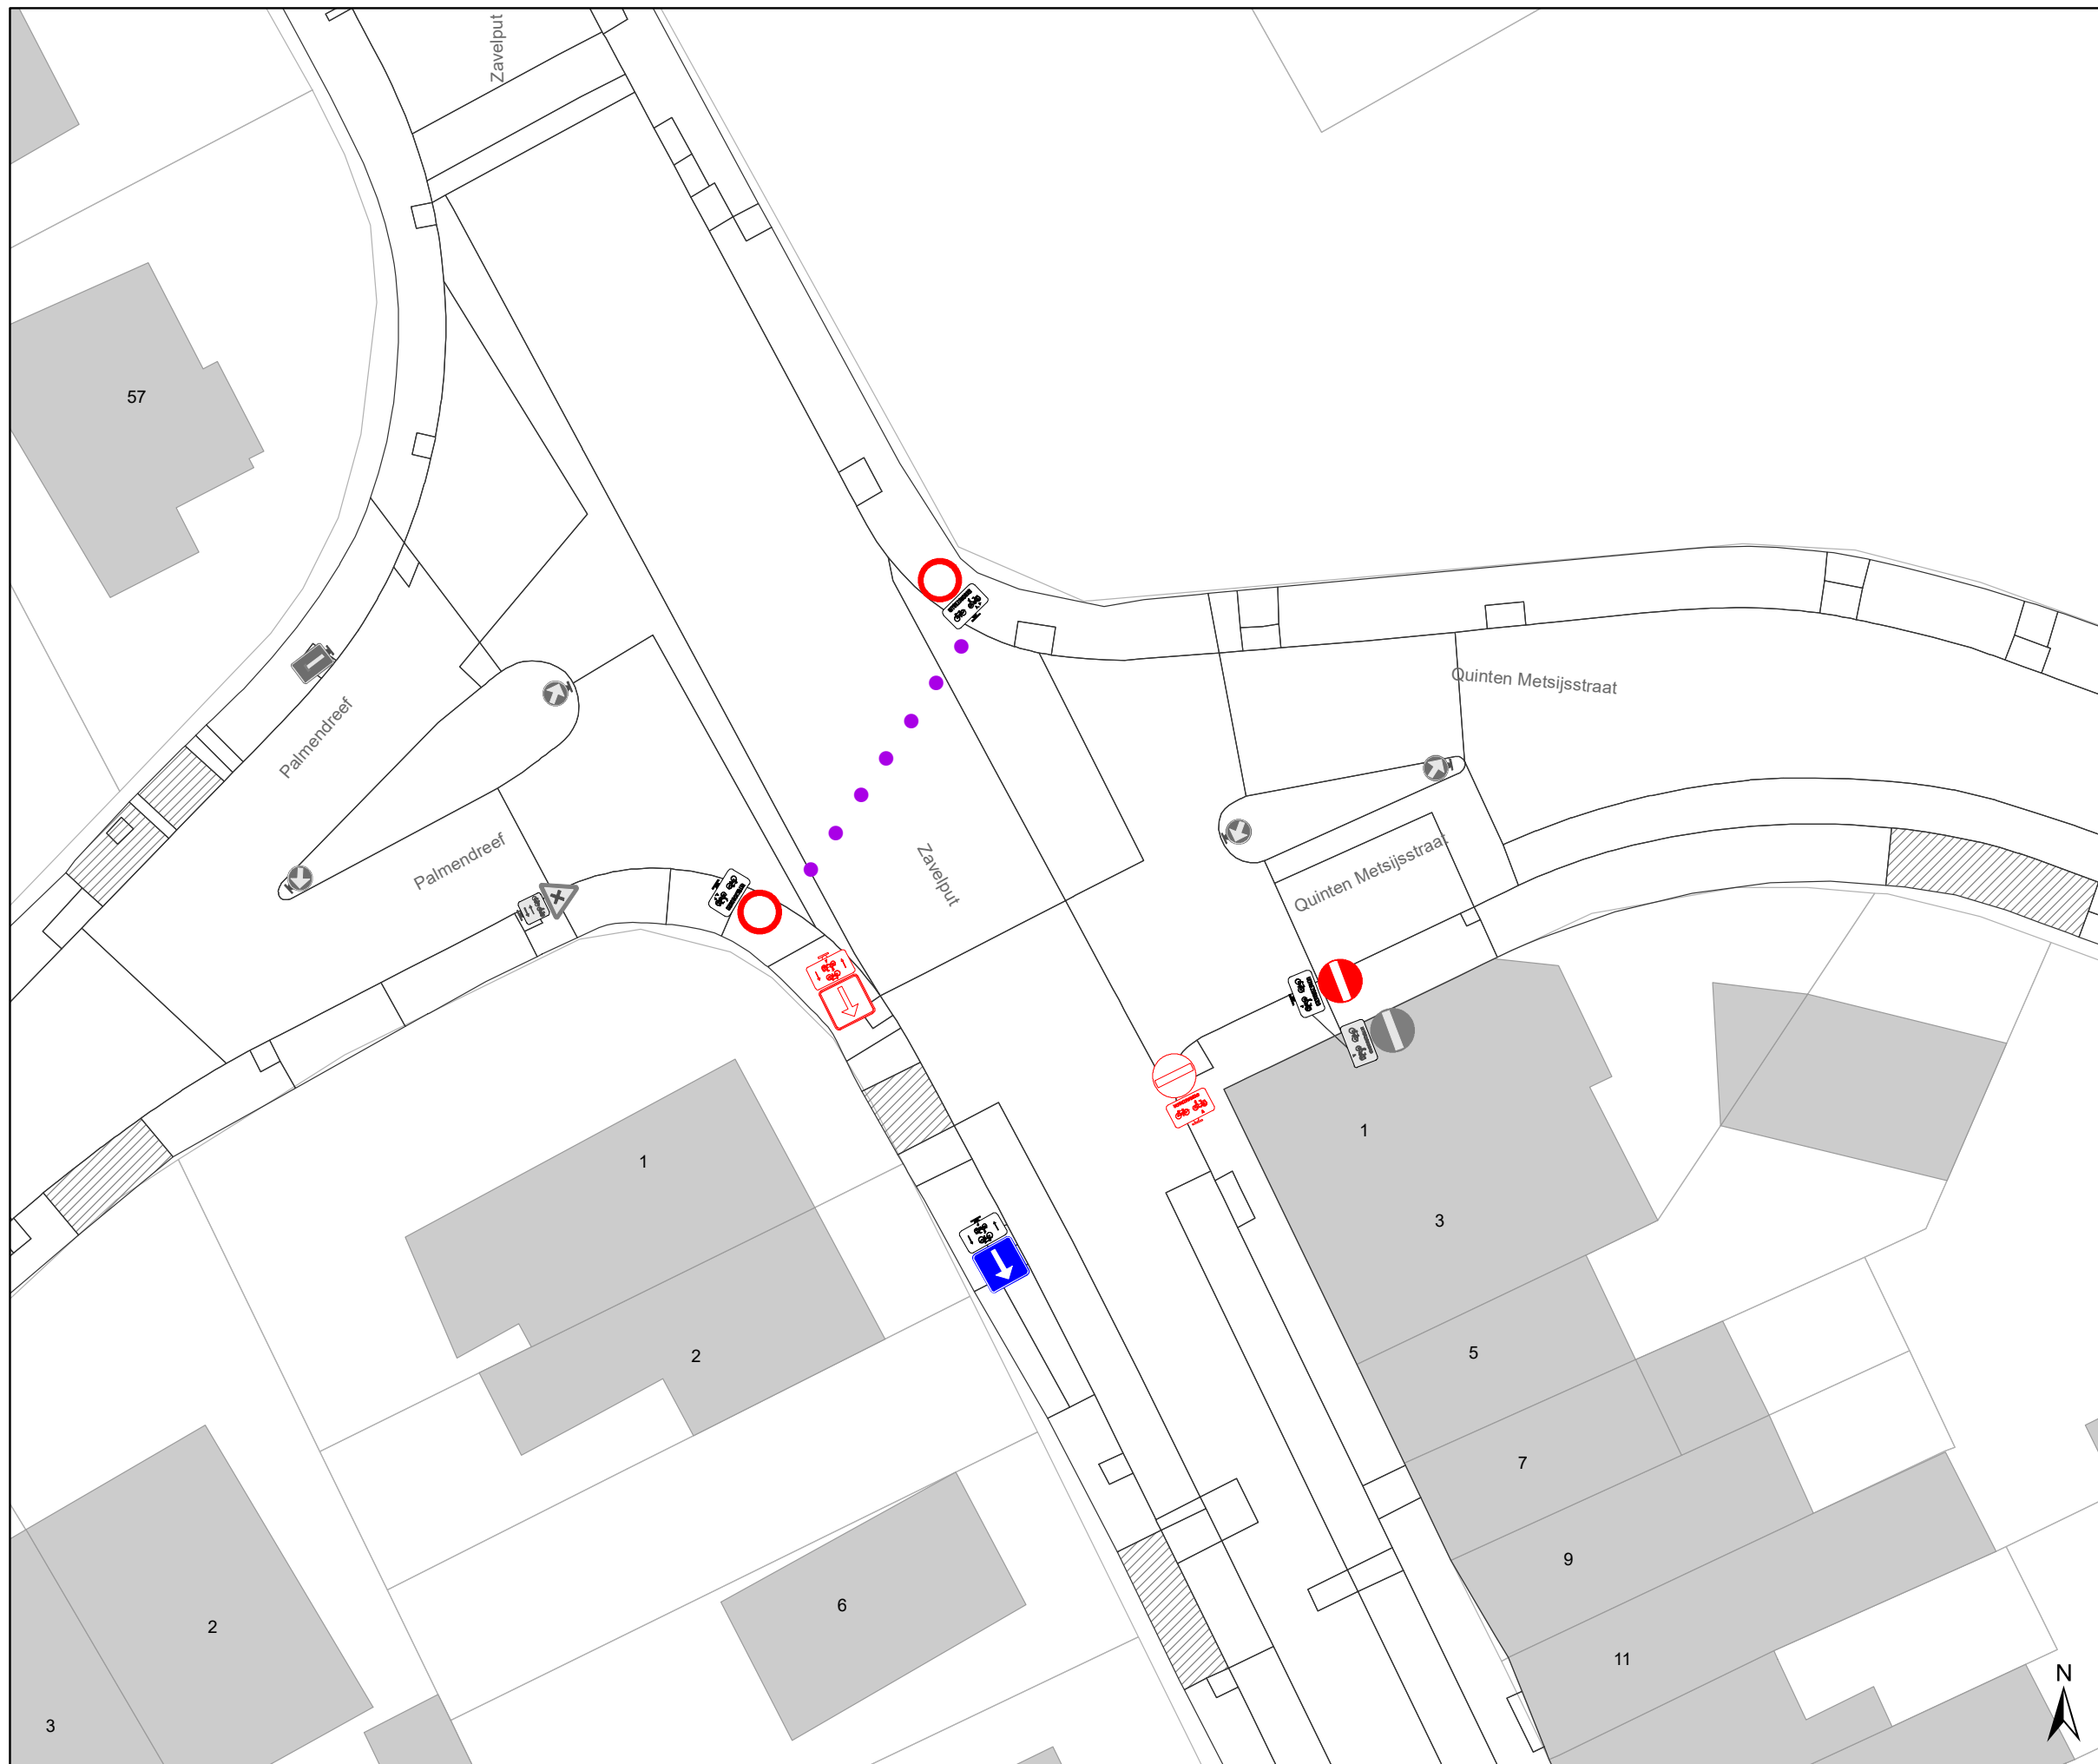 Zavelput
57
Quinten Metsijsstraat
Palmendreef
Palmendreef
Zavelput
Quinten Metsijsstraat
1
1
3
2
5
7
9
6
2
11
3
N